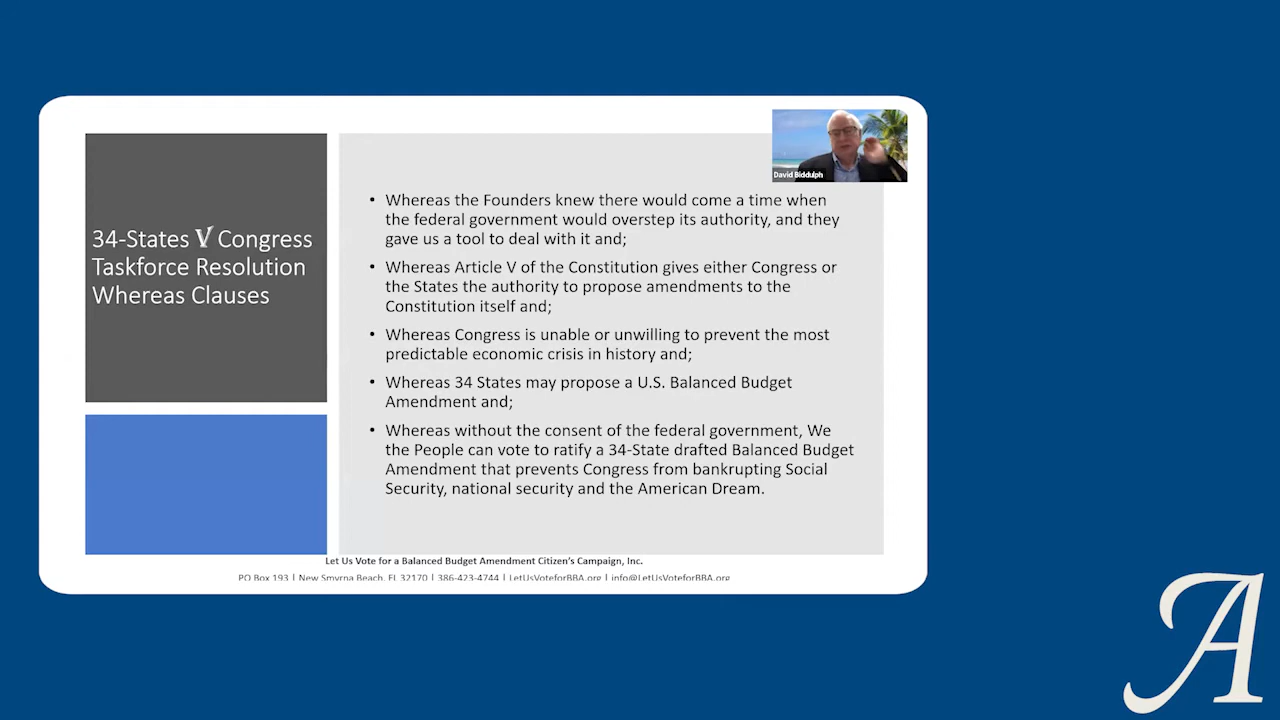 34-States V Congress
Taskforce Resolution
Whereas Clauses
David Biddulph
• Whereas the Founders knew there would come a time when
the federal government would overstep its authority, and they
gave us a tool to deal with it and;
• Whereas Article V of the Constitution gives either Congress or
the States the authority to propose amendments to the
Constitution itself and;
• Whereas Congress is unable or unwilling to prevent the most
predictable economic crisis in history and;
• Whereas 34 States may propose a U.S. Balanced Budget
Amendment and;
• Whereas without the consent of the federal government, We
the People can vote to ratify a 34-State drafted Balanced Budget
Amendment that prevents Congress from bankrupting Social
Security, national security and the American Dream.
Let Us Vote for a Balanced Budget Amendment Citizen's Campaign, Inc.
PO Box 193 | New Smyrna Beach, FL 32170 | 386-423-4744 | LetUsVoteforBBA.org | info@LetUsVoteforBBA.org
A